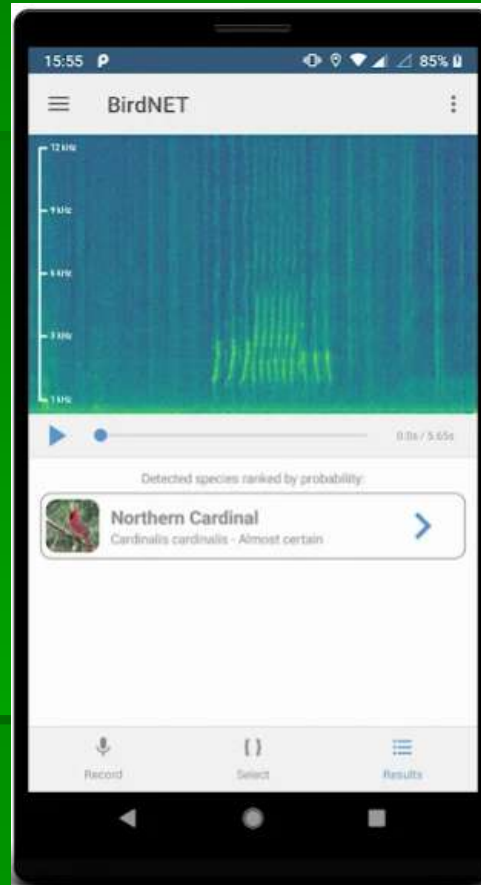 15:55 P 85%
BirdNET
12 kHz
9 kHz
6 kHz
3 kHz
1 kHz
0.0s / 5.65s
Detected species ranked by probability:
Northern Cardinal
Cardinalis cardinalis - Almost certain
Record { } Select Results